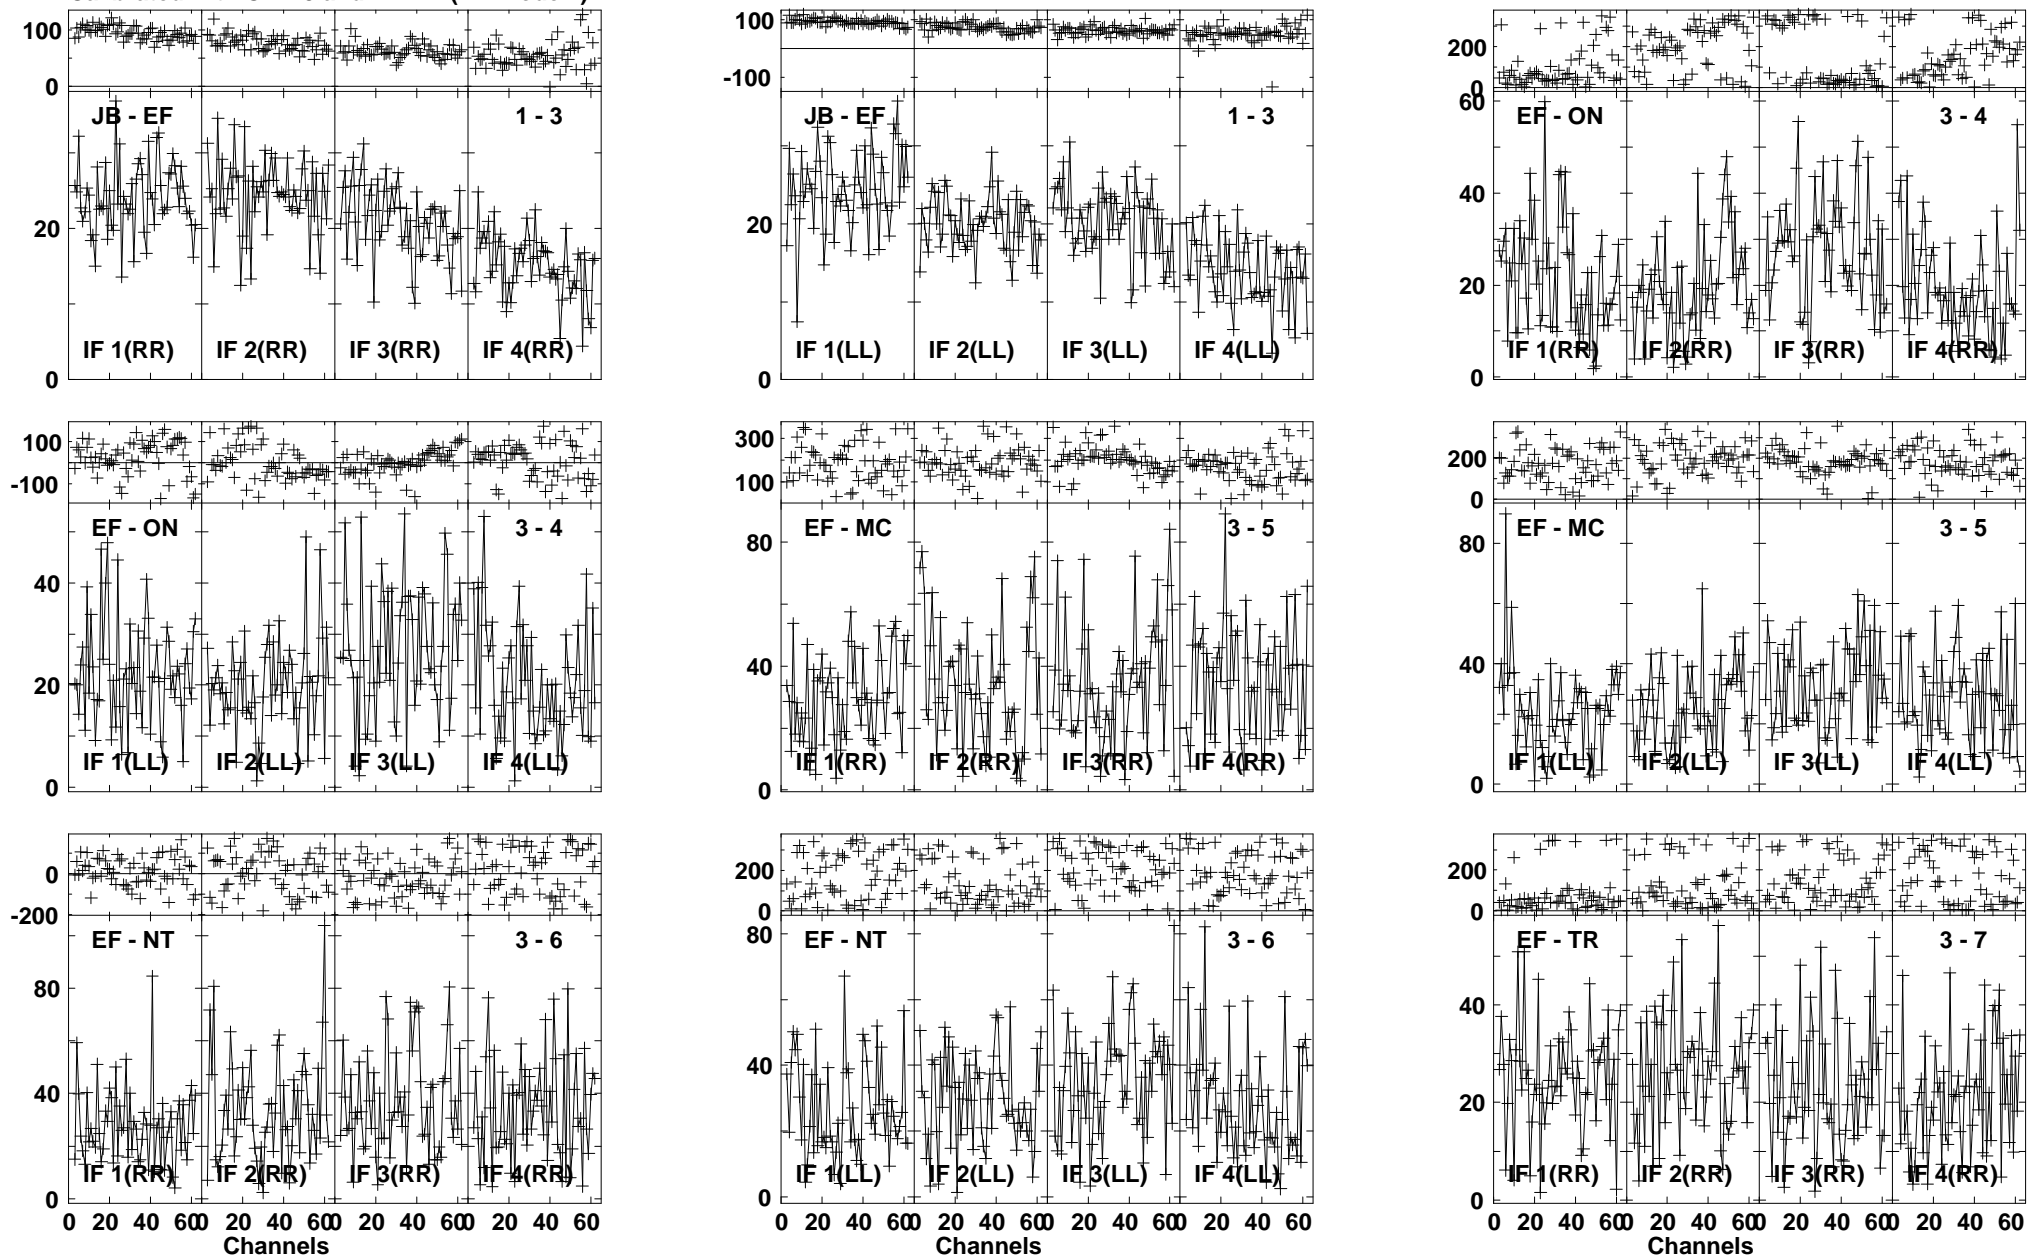 100
0
JB - EF
1 - 3
20
0
IF 1(RR)
IF 2(RR)
IF 3(RR)
IF 4(RR)
100
-100
JB - EF
1 - 3
20
0
IF 1(LL)
IF 2(LL)
IF 3(LL)
IF 4(LL)
200
0
EF - ON
3 - 4
60
40
20
0
IF 1(RR)
IF 2(RR)
IF 3(RR)
IF 4(RR)
100
-100
EF - ON
3 - 4
40
20
0
IF 1(LL)
IF 2(LL)
IF 3(LL)
IF 4(LL)
300
100
EF - MC
3 - 5
80
40
0
IF 1(RR)
IF 2(RR)
IF 3(RR)
IF 4(RR)
200
0
EF - MC
3 - 5
80
40
0
IF 1(LL)
IF 2(LL)
IF 3(LL)
IF 4(LL)
0
-200
EF - NT
3 - 6
80
40
0
IF 1(RR)
IF 2(RR)
IF 3(RR)
IF 4(RR)
0 20 40 60 0 20 40 60 0 20 40 60 0 20 40 60
Channels
200
0
EF - NT
3 - 6
80
40
0
IF 1(LL)
IF 2(LL)
IF 3(LL)
IF 4(LL)
0 20 40 60 0 20 40 60 0 20 40 60 0 20 40 60
Channels
200
0
EF - TR
3 - 7
40
20
0
IF 1(RR)
IF 2(RR)
IF 3(RR)
IF 4(RR)
0 20 40 60 0 20 40 60 0 20 40 60 0 20 40 60
Channels